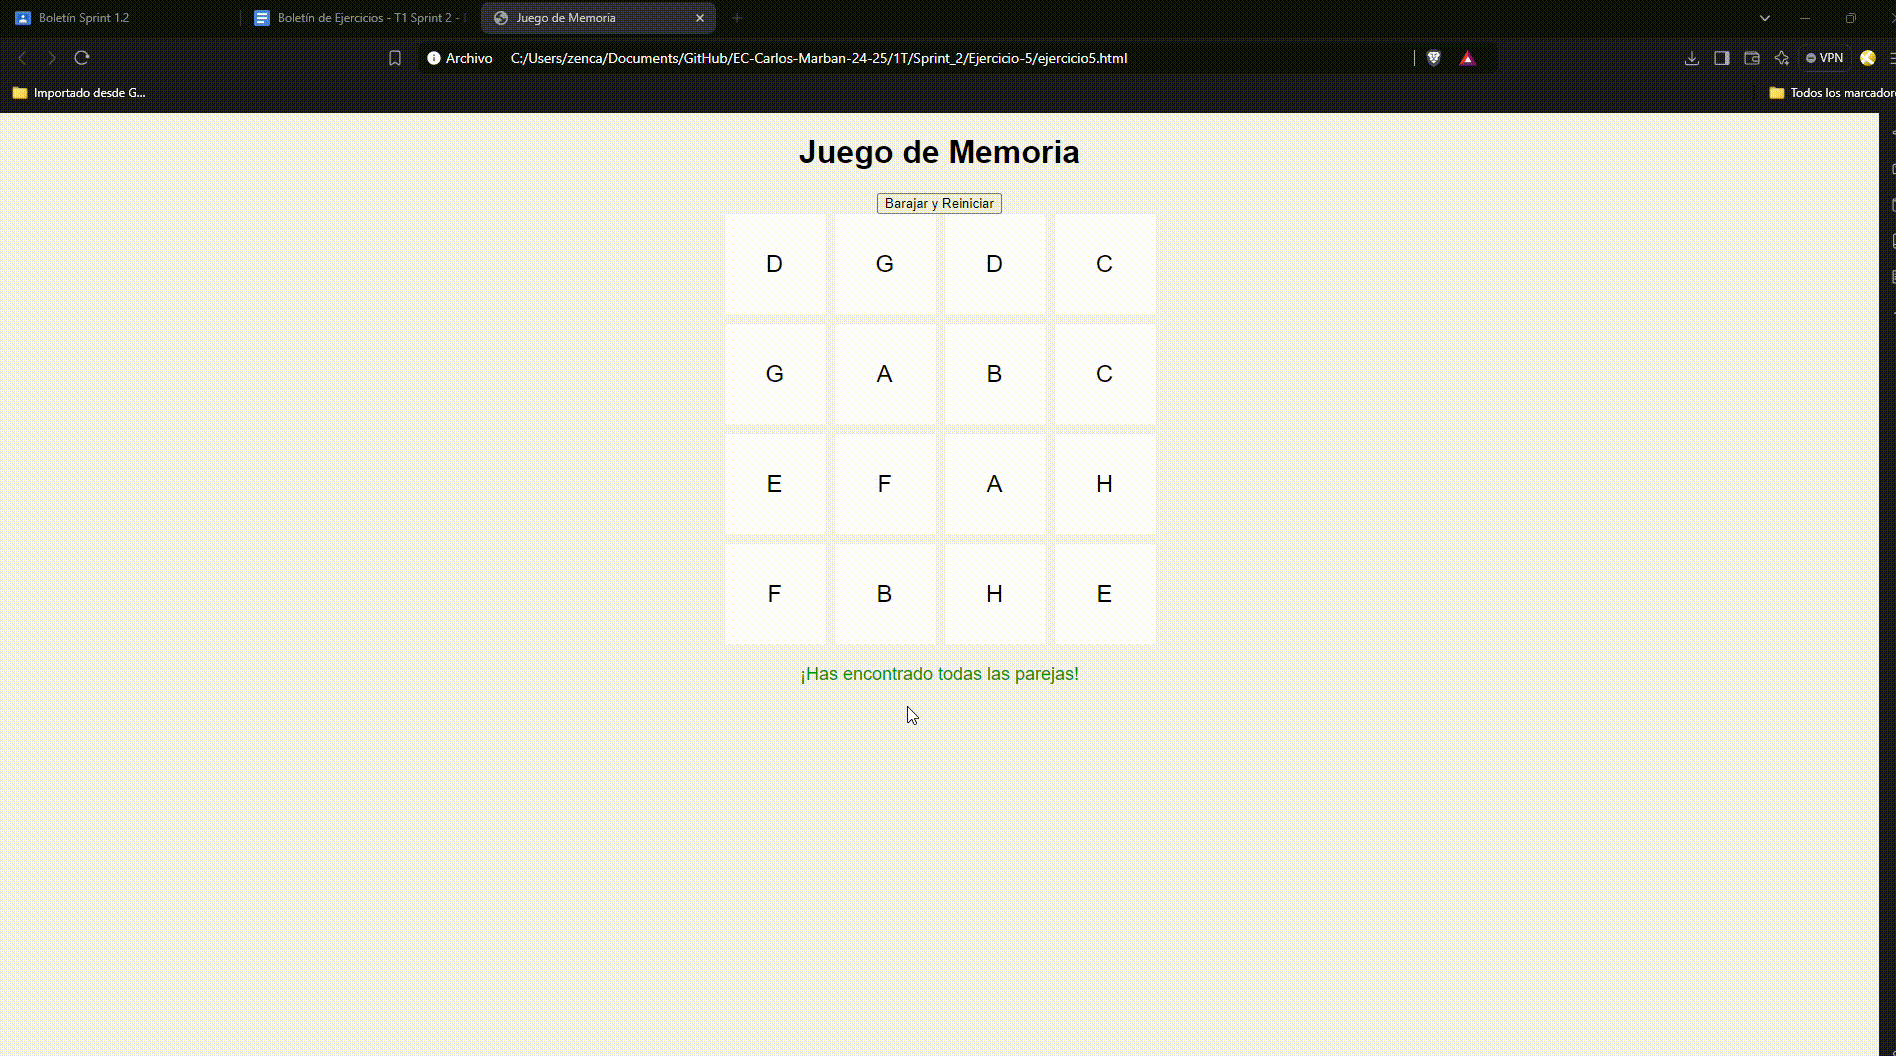 Boletín Sprint 1.2
Boletín de Ejercicios - T1 Sprint 2 -
Juego de Memoria
Archivo C:/Users/zenca/Documents/GitHub/EC-Carlos-Marban-24-25/1T/Sprint_2/Ejercicio-5/ejercicio5.html
VPN
Importado desde G...
Todos los marcador
Juego de Memoria
Barajar y Reiniciar
D G D C
G A B C
E F A H
F B H E
¡Has encontrado todas las parejas!